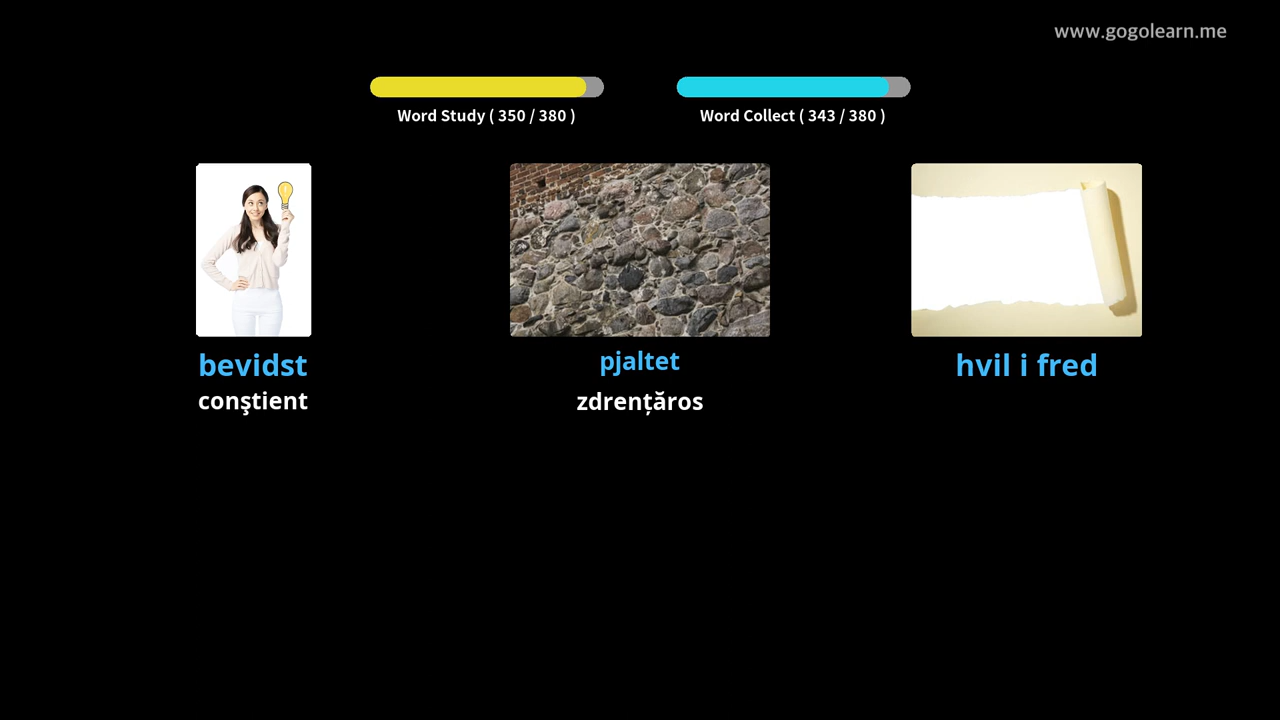 www.gogolearn.me
Word Study ( 350 / 380 )
Word Collect ( 343 / 380 )
bevidst
conştient
pjaltet
zdrențăros
hvil i fred